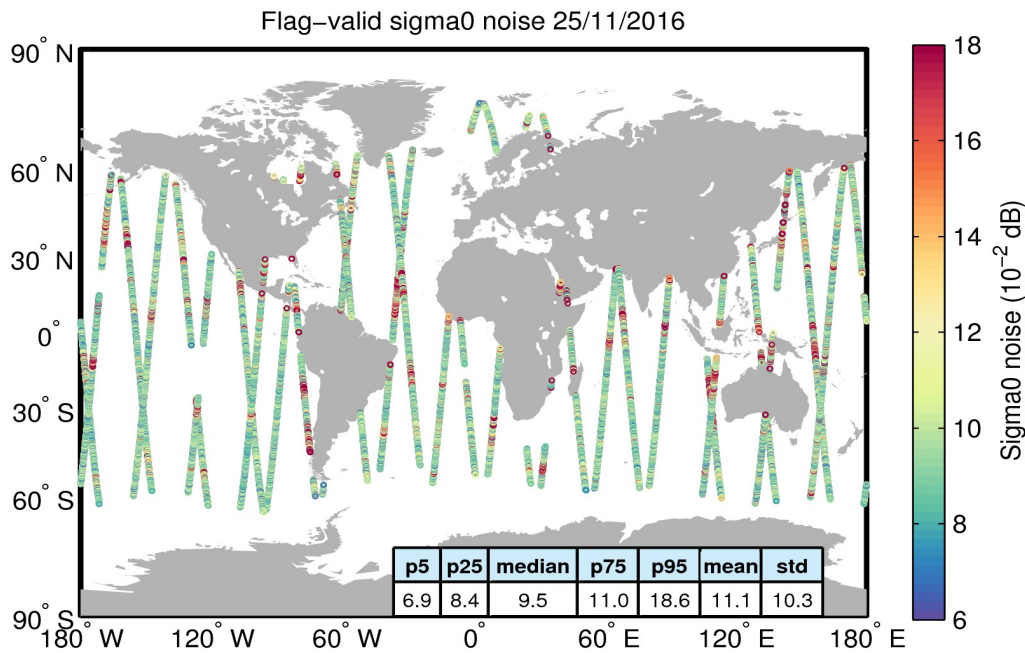 Flag−valid sigma0 noise 25/11/2016
90° N
60° N
30° N
0°
30° S
60° S
90° S
180° W
120° W
60° W
0°
60° E
120° E
180° E
p5 p25 median p75 p95 mean std
6.9 8.4 9.5 11.0 18.6 11.1 10.3
18
16
14
12
10
8
6
Sigma0 noise (10⁻² dB)